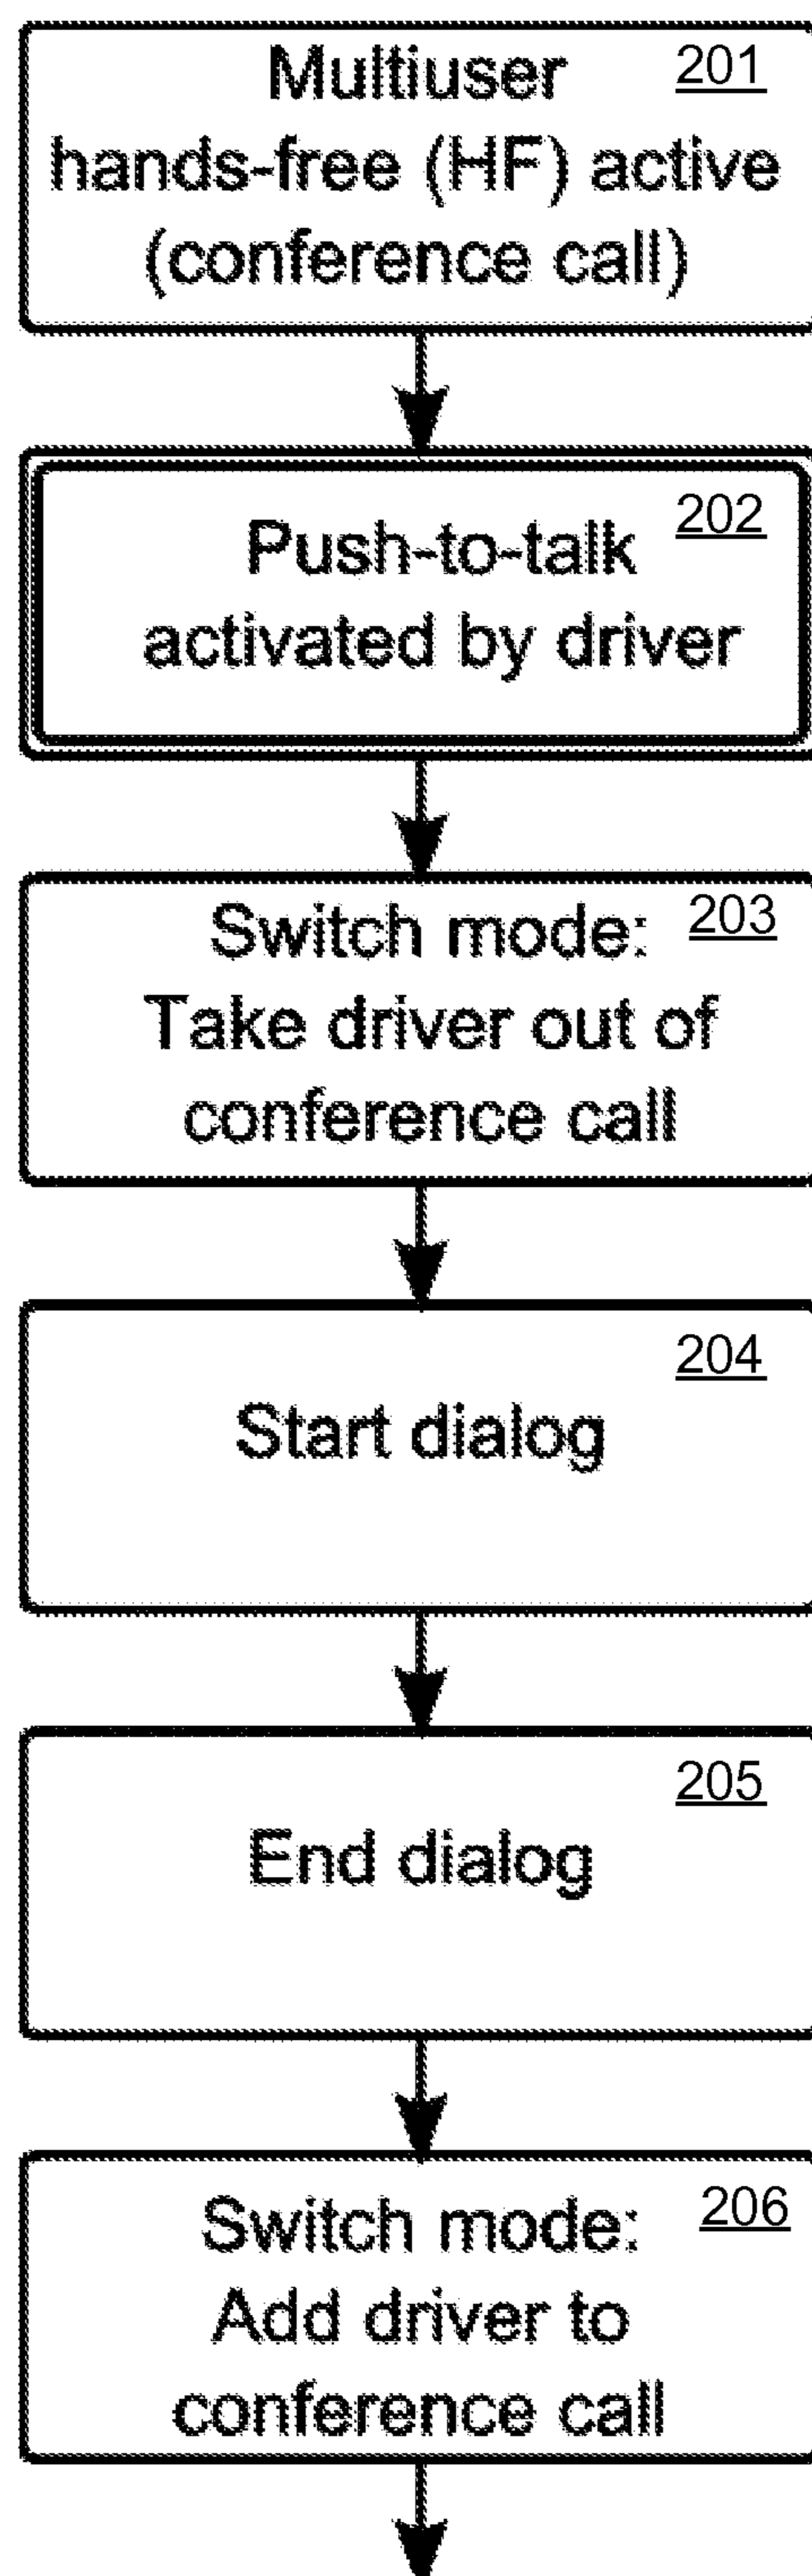 Multiuser 201
hands-free (HF) active
(conference call)
202
Push-to-talk
activated by driver
Switch mode: 203
Take driver out of
conference call
204
Start dialog
205
End dialog
Switch mode: 206
Add driver to
conference call